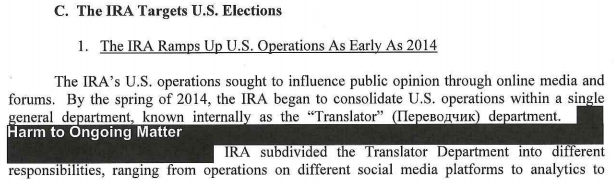 C. The IRA Targets U.S. Elections
1. The IRA Ramps Up U.S. Operations As Early As 2014
The IRA's U.S. operations sought to influence public opinion through online media and
forums. By the spring of 2014, the IRA began to consolidate U.S. operations within a single
general department, known internally as the "Translator" (Переводчик) department.
Harm to Ongoing Matter
IRA subdivided the Translator Department into different
responsibilities, ranging from operations on different social media platforms to analytics to